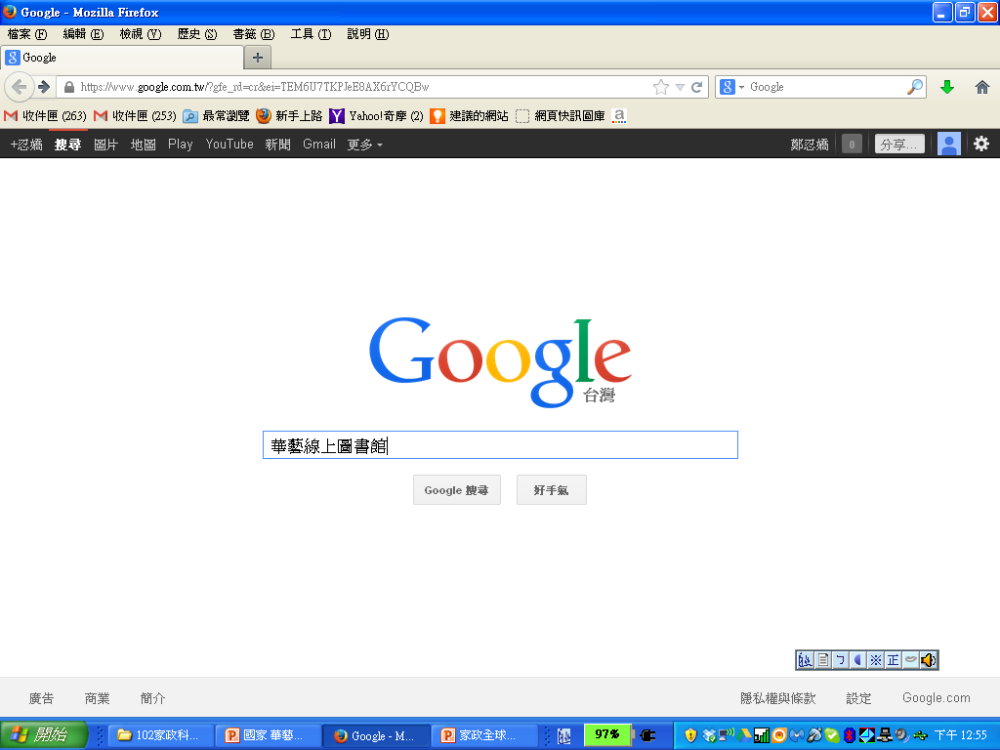 Google - Mozilla Firefox
檔案(F) 編輯(E) 檢視(V) 歷史(S) 書籤(B) 工具(T) 說明(H)
Google
https://www.google.com.tw/?gfe_rd=cr&ei=TEM6U7TKPJeE8AX6rYCQBw
Google
收件匣 (263) 收件匣 (253) 最常瀏覽 新手上路 Yahoo!奇摩 (2) 建議的網站 網頁快訊圖庫
+忍嬌 搜尋 圖片 地圖 Play YouTube 新聞 Gmail 更多 鄭忍嬌 0 分享...
Google
台灣
華藝線上圖書館
Google 搜尋 好手氣
正
廣告 商業 簡介 隱私權與條款 設定 Google.com
開始 102家政科... 國家 華藝... Google - M... 家政全球... 97% 下午 12:55